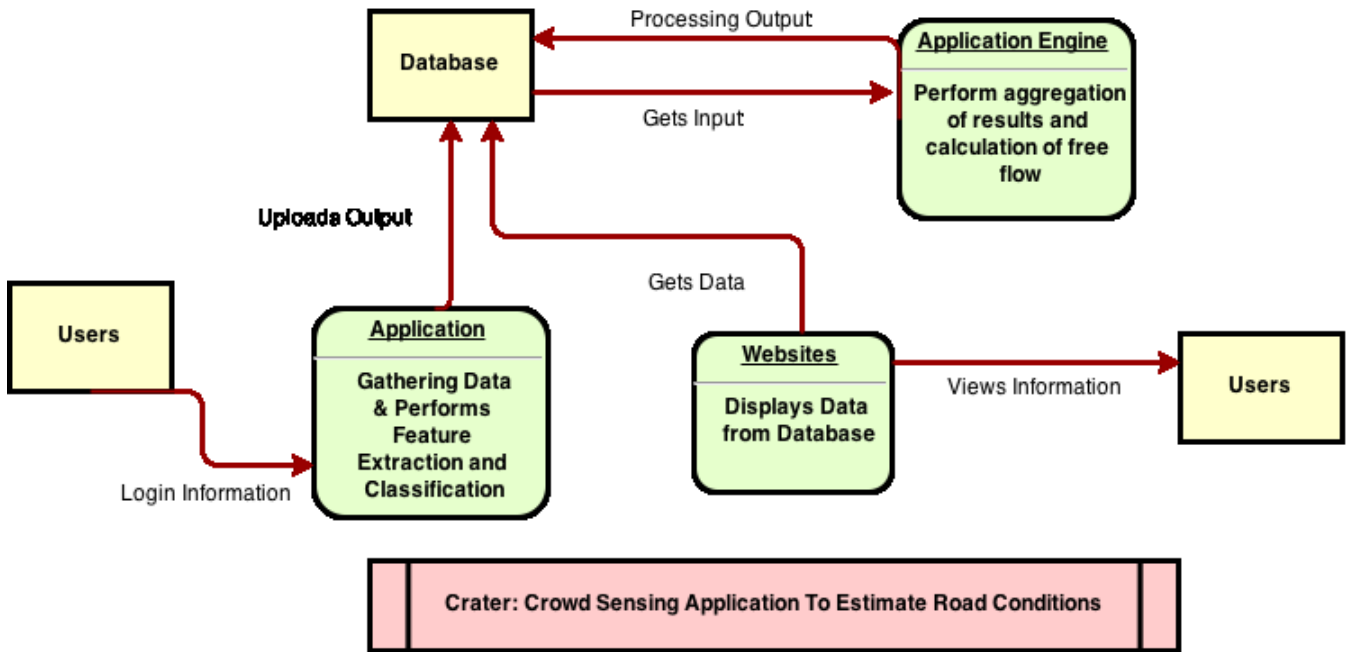 Processing Output
Application Engine
Database
Perform aggregation
of results and
calculation of free
flow
Gets Input
Uploads Output
Gets Data
Users
Application
Gathering Data
& Performs
Feature
Extraction and
Classification
Login Information
Websites
Displays Data
from Database
Views Information
Users
Crater: Crowd Sensing Application To Estimate Road Conditions